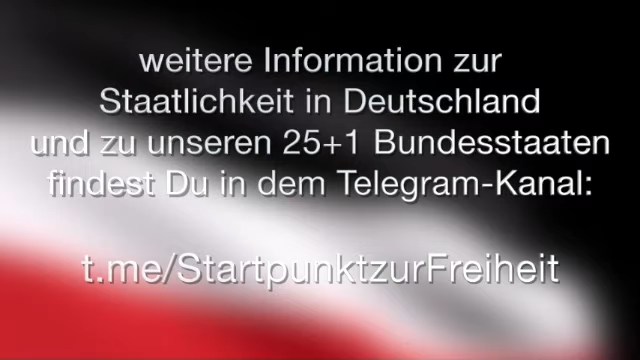 weitere Information zur
Staatlichkeit in Deutschland
und zu unseren 25+1 Bundesstaaten
findest Du in dem Telegram-Kanal:
t.me/StartpunktzurFreiheit